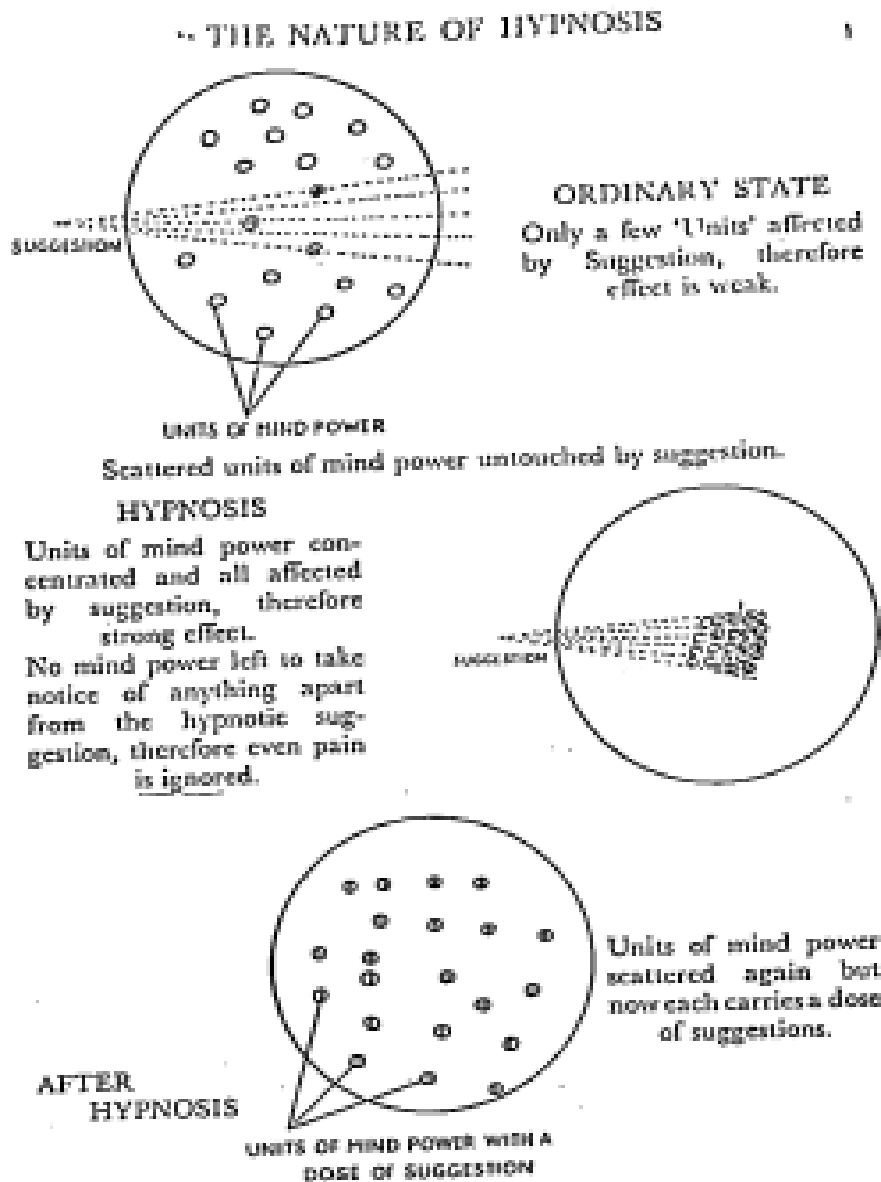 THE NATURE OF HYPNOSIS
SUGGESTION
ORDINARY STATE
Only a few 'Units' affected
by Suggestion, therefore
effect is weak.
UNITS OF MIND POWER
Scattered units of mind power untouched by suggestion.
HYPNOSIS
Units of mind power con-
centrated and all affected
by suggestion, therefore
strong effect.
No mind power left to take
notice of anything apart
from the hypnotic sug-
gestion, therefore even pain
is ignored.
SUGGESTION
Units of mind power
scattered again but
now each carries a dose
of suggestions.
AFTER
HYPNOSIS
UNITS OF MIND POWER WITH A
DOSE OF SUGGESTION